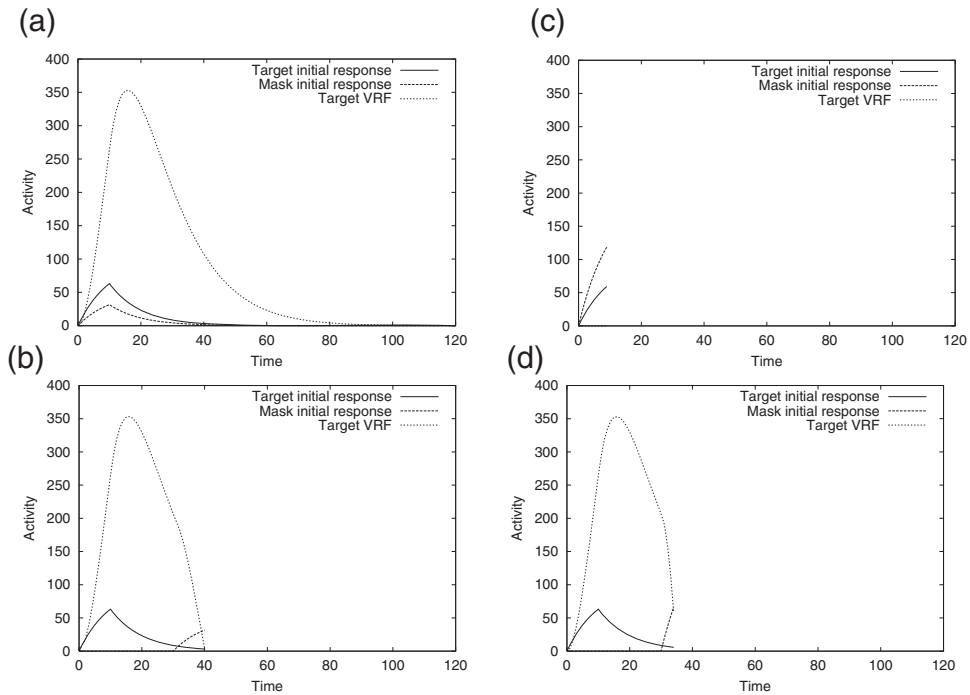 (a)
400
350
300
250
200
150
100
50
0
Activity
Target initial response
Mask initial response
Target VRF
0 20 40 60 80 100 120
Time
(c)
400
350
300
250
200
150
100
50
0
Activity
Target initial response
Mask initial response
Target VRF
0 20 40 60 80 100 120
Time
(b)
400
350
300
250
200
150
100
50
0
Activity
Target initial response
Mask initial response
Target VRF
0 20 40 60 80 100 120
Time
(d)
400
350
300
250
200
150
100
50
0
Activity
Target initial response
Mask initial response
Target VRF
0 20 40 60 80 100 120
Time